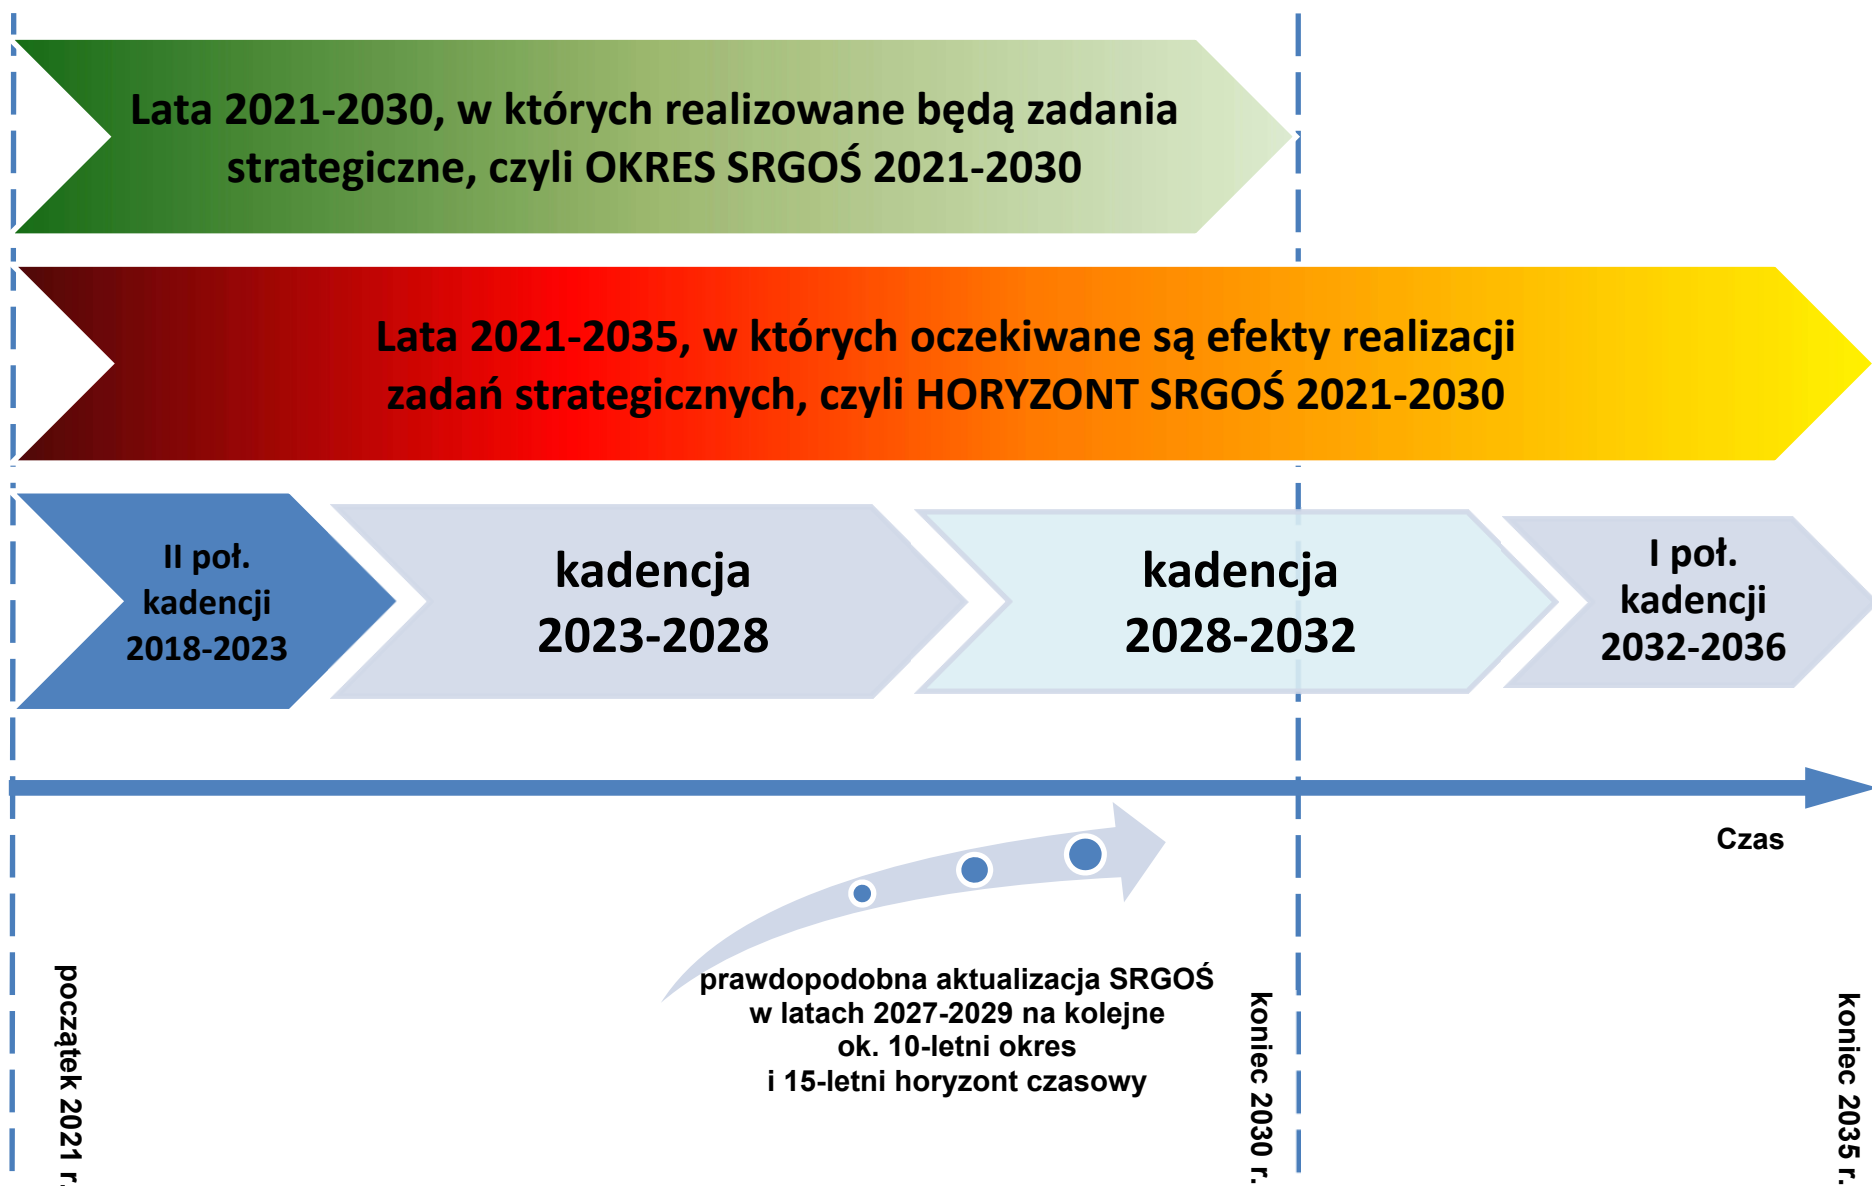 Lata 2021-2030, w których realizowane będą zadania
strategiczne, czyli OKRES SRGOŚ 2021-2030
Lata 2021-2035, w których oczekiwane są efekty realizacji
zadań strategicznych, czyli HORYZONT SRGOŚ 2021-2030
II poł.
kadencji
2018-2023
kadencja
2023-2028
kadencja
2028-2032
I poł.
kadencji
2032-2036
Czas
prawdopodobna aktualizacja SRGOŚ
w latach 2027-2029 na kolejne
ok. 10-letni okres
i 15-letni horyzont czasowy
początek 2021 r.
koniec 2030 r.
koniec 2035 r.